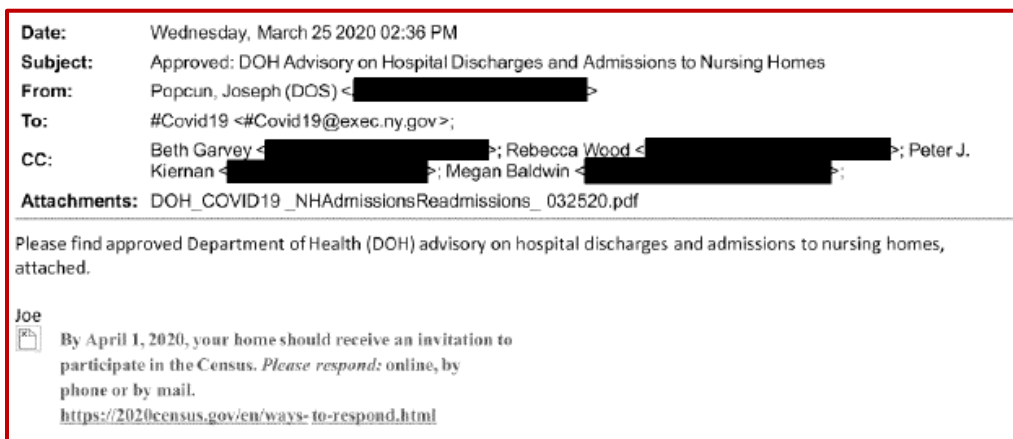 Date: Wednesday, March 25 2020 02:36 PM
Subject: Approved: DOH Advisory on Hospital Discharges and Admissions to Nursing Homes
From: Popcun, Joseph (DOS) < >
To: #Covid19 <#Covid19@exec.ny.gov>;
CC: Beth Garvey < >; Rebecca Wood < >; Peter J.
Kiernan < >; Megan Baldwin < >;
Attachments: DOH_COVID19 _NHAdmissionsReadmissions_ 032520.pdf
Please find approved Department of Health (DOH) advisory on hospital discharges and admissions to nursing homes,
attached.
Joe
By April 1, 2020, your home should receive an invitation to
participate in the Census. Please respond: online, by
phone or by mail.
https://2020census.gov/en/ways-to-respond.html